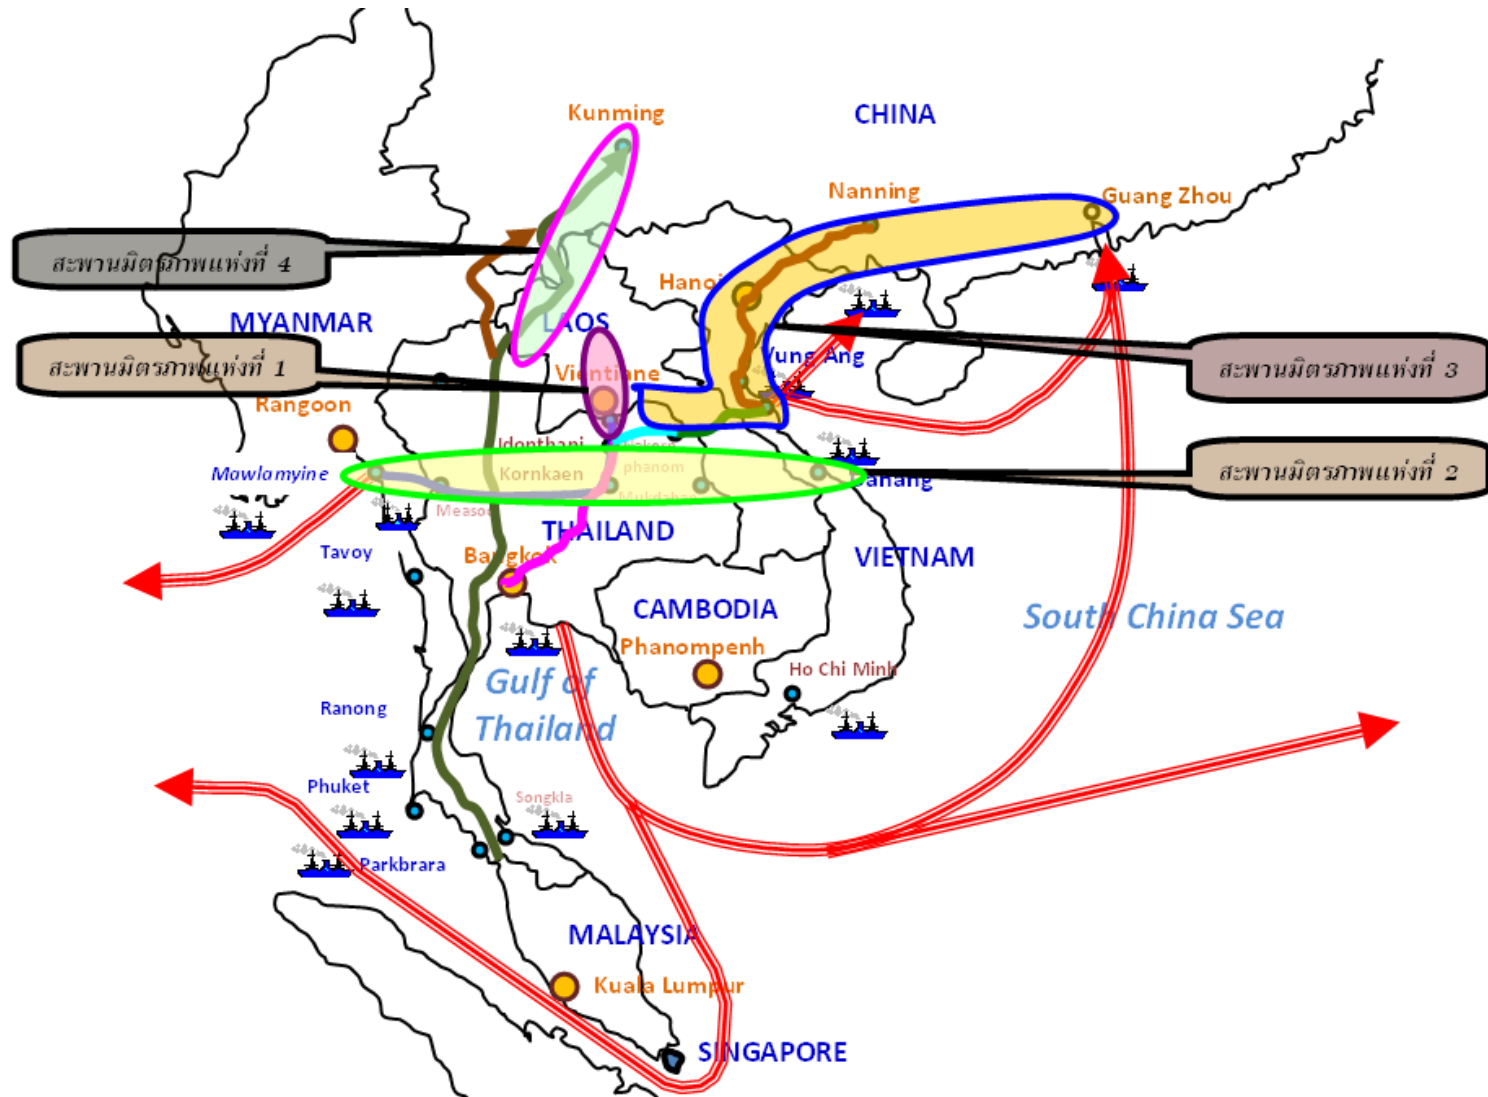 Kunming
CHINA
Nanning
Guang Zhou
สะพานมิตรภาพแห่งที่ 4
Hanoi
MYANMAR
LAOS
สะพานมิตรภาพแห่งที่ 1
Vientiane
Vung Ang
สะพานมิตรภาพแห่งที่ 3
Rangoon
Kornkaen
phanom
Mawlamyine
สะพานมิตรภาพแห่งที่ 2
Measod
THAILAND
Tavoy
Bangkok
VIETNAM
CAMBODIA
South China Sea
Phanompenh
Ho Chi Minh
Gulf of
Thailand
Ranong
Phuket
Songkla
Parkbrara
MALAYSIA
Kuala Lumpur
SINGAPORE